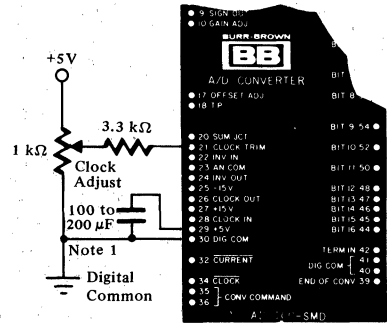 9 SIGN OUT
10 GAIN ADJ
BURR-BROWN
BB
A/D CONVERTER
17 OFFSET ADJ
18 T.P.
20 SUM JCT
21 CLOCK TRIM
22 INV IN
23 AN COM
24 INV OUT
25 -15V
26 CLOCK OUT
27 +15V
28 CLOCK IN
29 +5V
30 DIG COM
32 CURRENT
34 CLOCK
35
36
CONV COMMAND
BIT
BIT 8
BIT 9 54
BIT 10 52
BIT 11 50
BIT 12 48
BIT 13 47
BIT 14 46
BIT 15 45
BIT 16 44
TERM IN 42
DIG COM
41
40
END OF CONV 39
-SMD
+5V
1 kΩ
3.3 kΩ
Clock
Adjust
100 to
200 μF
Note 1
Digital
Common